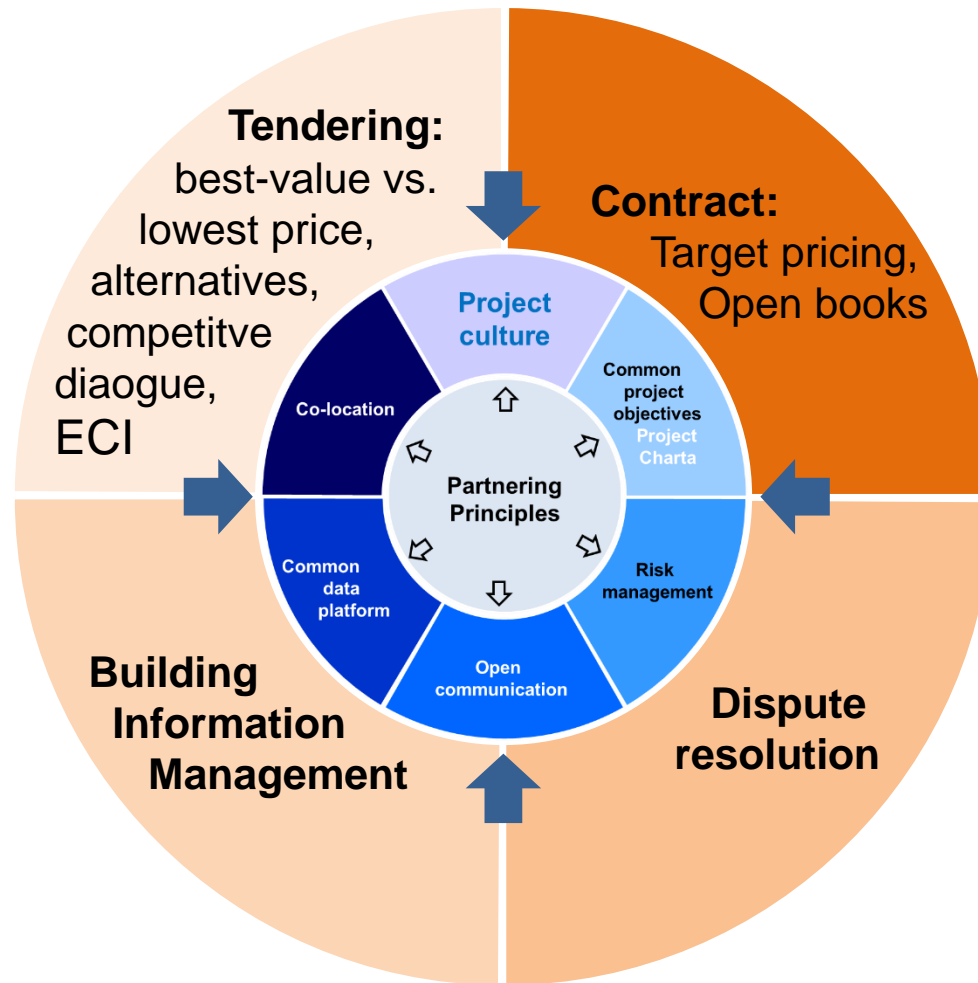 Tendering:
best-value vs.
lowest price,
alternatives,
competitve
diaogue,
ECI
Contract:
Target pricing,
Open books
Project
culture
Common
project
objectives
Project
Charta
Co-location
Partnering
Principles
Common
data
platform
Risk
management
Open
communication
Building
Information
Management
Dispute
resolution